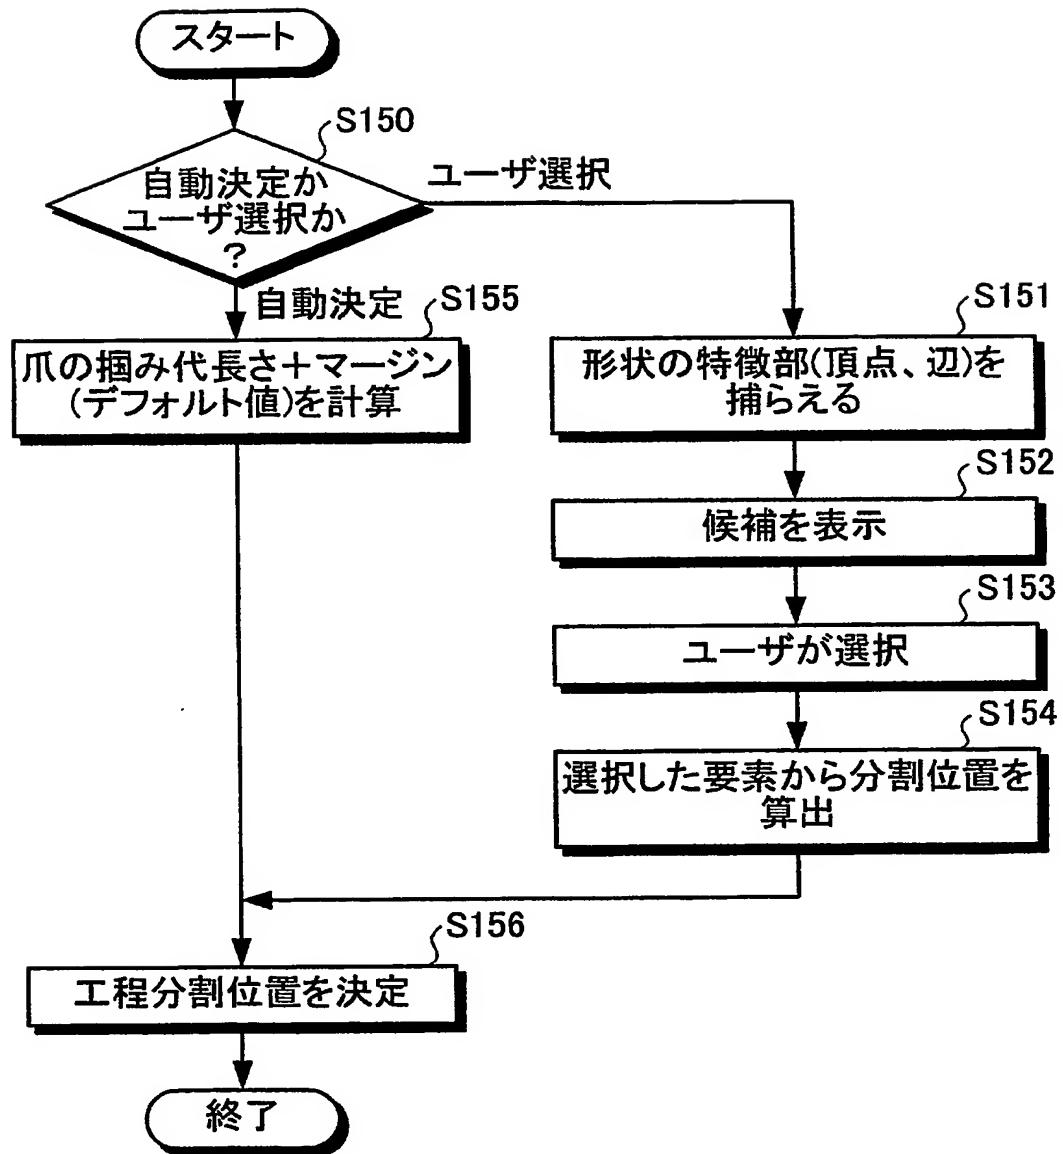 スタート
S150
自動決定か
ユーザ選択か
?
ユーザ選択
自動決定
S155
爪の掴み代長さ+マージン
(デフォルト値)を計算
S151
形状の特徴部(頂点、辺)を
捕らえる
S152
候補を表示
S153
ユーザが選択
S154
選択した要素から分割位置を
算出
S156
工程分割位置を決定
終了